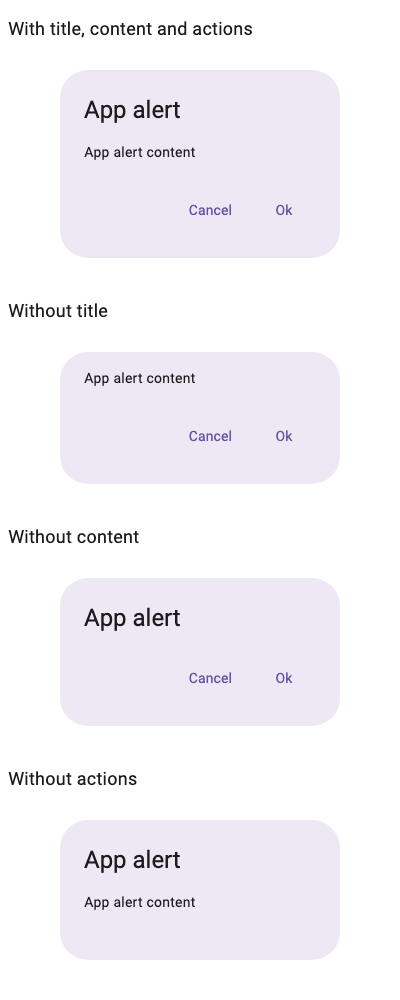 With title, content and actions
App alert
App alert content
Cancel Ok
Without title
App alert content
Cancel Ok
Without content
App alert
Cancel Ok
Without actions
App alert
App alert content